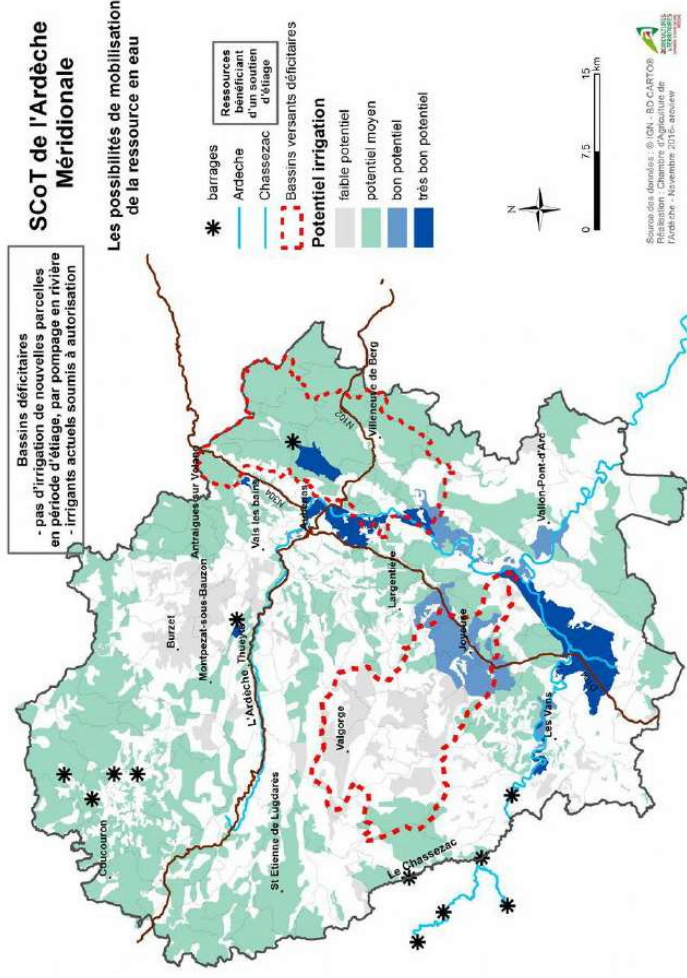 SCoT de l'Ardèche
Méridionale
Les possibilités de mobilisation
de la ressource en eau
Bassins déficitaires
- pas d'irrigation de nouvelles parcelles
en période d'étiage, par pompage en rivière
- irrigants actuels soumis à autorisation
barrages
Ardèche
Chassezac
Ressources
bénéficiant
d'un soutien
d'étiage
Bassins versants déficitaires
Potentiel irrigation
faible potentiel
potentiel moyen
bon potentiel
très bon potentiel
N
0
7,5
15
km
Source des données : © IGN - BD CARTO®
Réalisation : Chambre d'Agriculture de
l'Ardèche - Novembre 2016- arcview
AGRICULTURES
& TERRITOIRES
Coucouron
Burzet
Montpezat-sous-Bauzon
Antraigues sur Volane
Vals les bains
N304
L'Ardèche
Thueyts
Aubenas
N102
Villeneuve de Berg
St Etienne de Lugdarès
Largentière
Valgorge
Joyeuse
Vallon-Pont-d'Arc
Le Chassezac
Les Vans